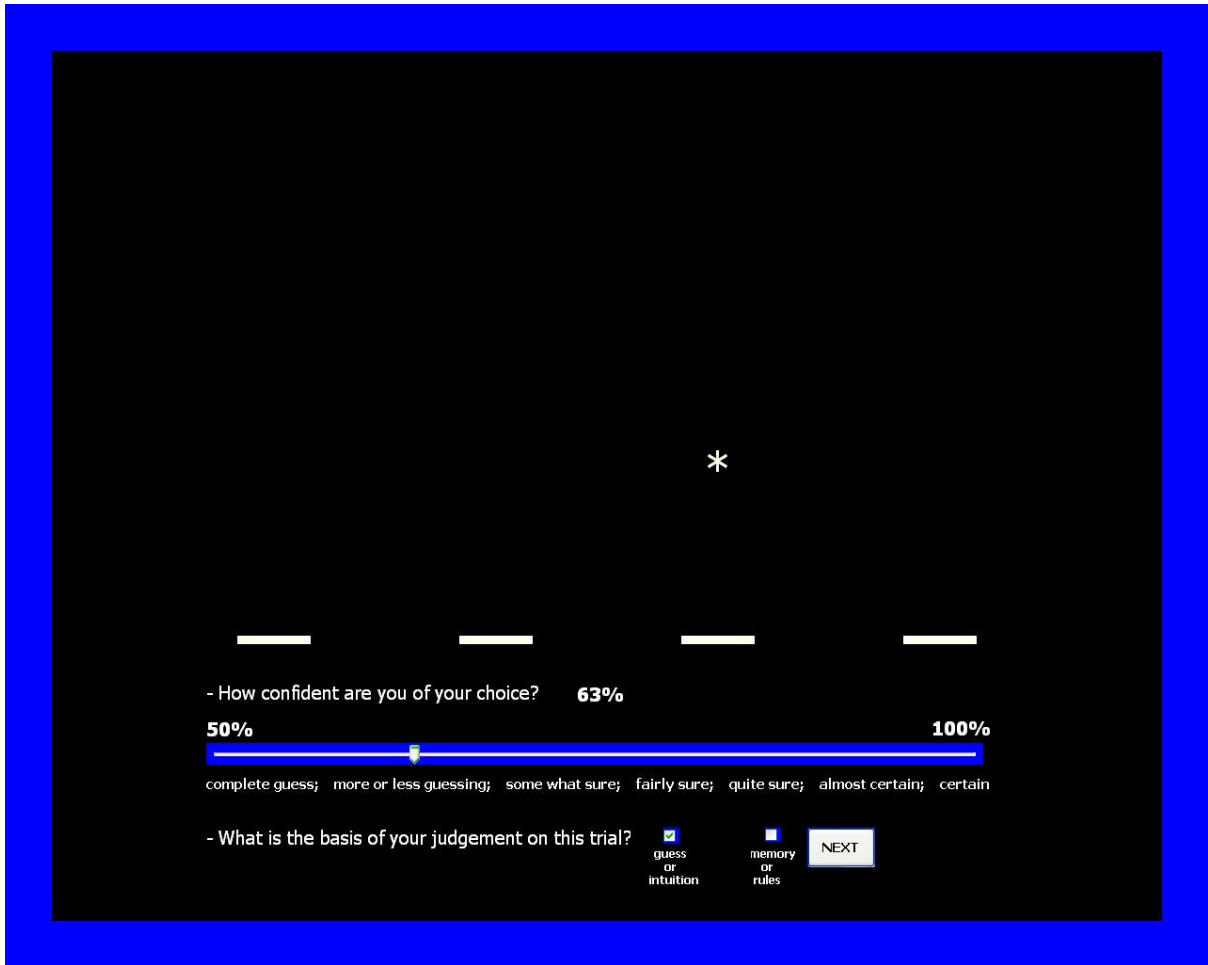 *
- How confident are you of your choice? 63%
50% 100%
complete guess; more or less guessing; some what sure; fairly sure; quite sure; almost certain; certain
- What is the basis of your judgement on this trial?
guess
or
intuition
memory
or
rules
NEXT